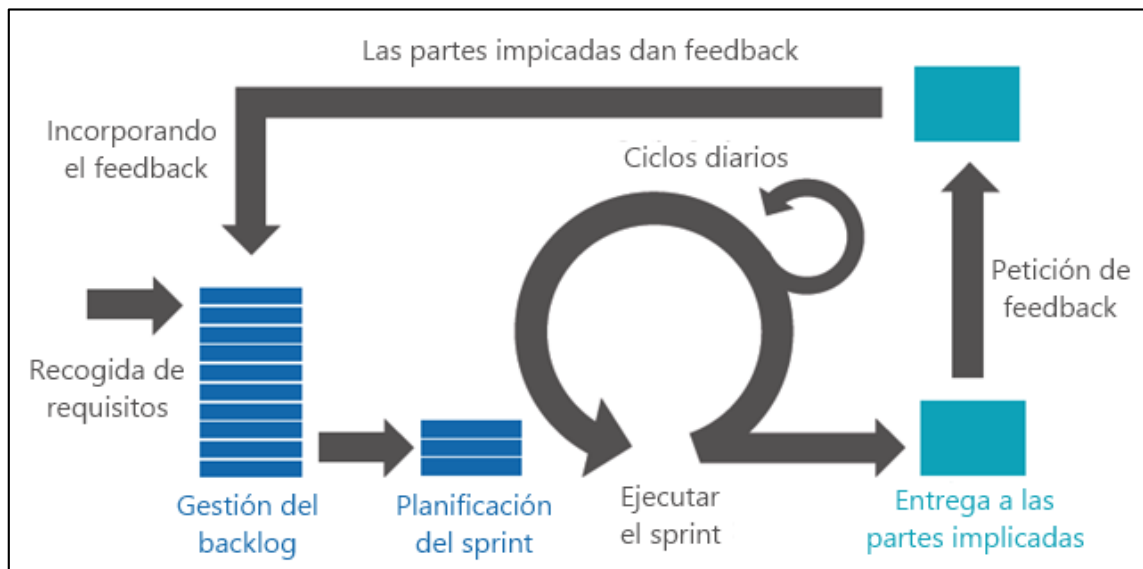 Las partes impicadas dan feedback
Incorporando
el feedback
Ciclos diarios
Petición de
feedback
Recogida de
requisitos
Gestión del
backlog
Planificación
del sprint
Ejecutar
el sprint
Entrega a las
partes implicadas